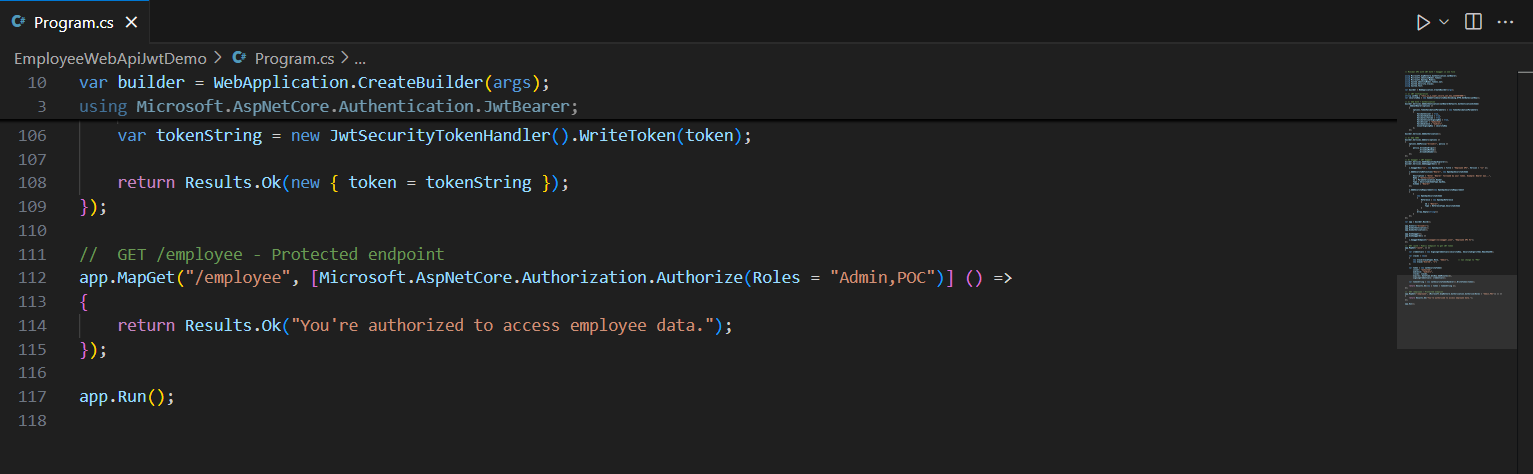 Program.cs
EmployeeWebApiJwtDemo > C# Program.cs > ...
10 var builder = WebApplication.CreateBuilder(args);
3 using Microsoft.AspNetCore.Authentication.JwtBearer;
106 var tokenString = new JwtSecurityTokenHandler().WriteToken(token);
107
108 return Results.Ok(new { token = tokenString });
109 });
110
111 //  GET /employee - Protected endpoint
112 app.MapGet("/employee", [Microsoft.AspNetCore.Authorization.Authorize(Roles = "Admin,POC")] () =>
113 {
114 return Results.Ok("You're authorized to access employee data.");
115 });
116
117 app.Run();
118